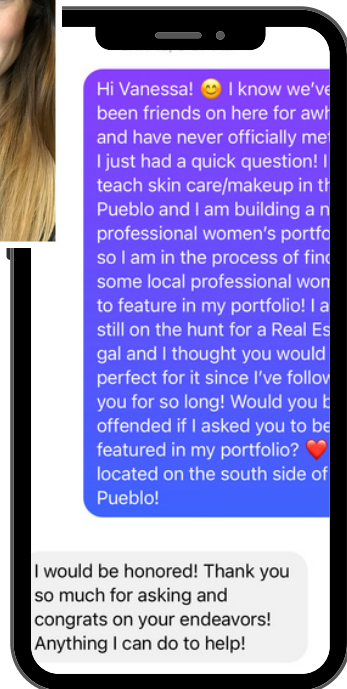 Hi Vanessa! 😊 I know we've
been friends on here for awh
and have never officially met
I just had a quick question! I
teach skin care/makeup in th
Pueblo and I am building a n
professional women's portfo
so I am in the process of find
some local professional wom
to feature in my portfolio! I a
still on the hunt for a Real Es
gal and I thought you would
perfect for it since I've follow
you for so long! Would you b
offended if I asked you to be
featured in my portfolio? ❤️
located on the south side of
Pueblo!
I would be honored! Thank you
so much for asking and
congrats on your endeavors!
Anything I can do to help!